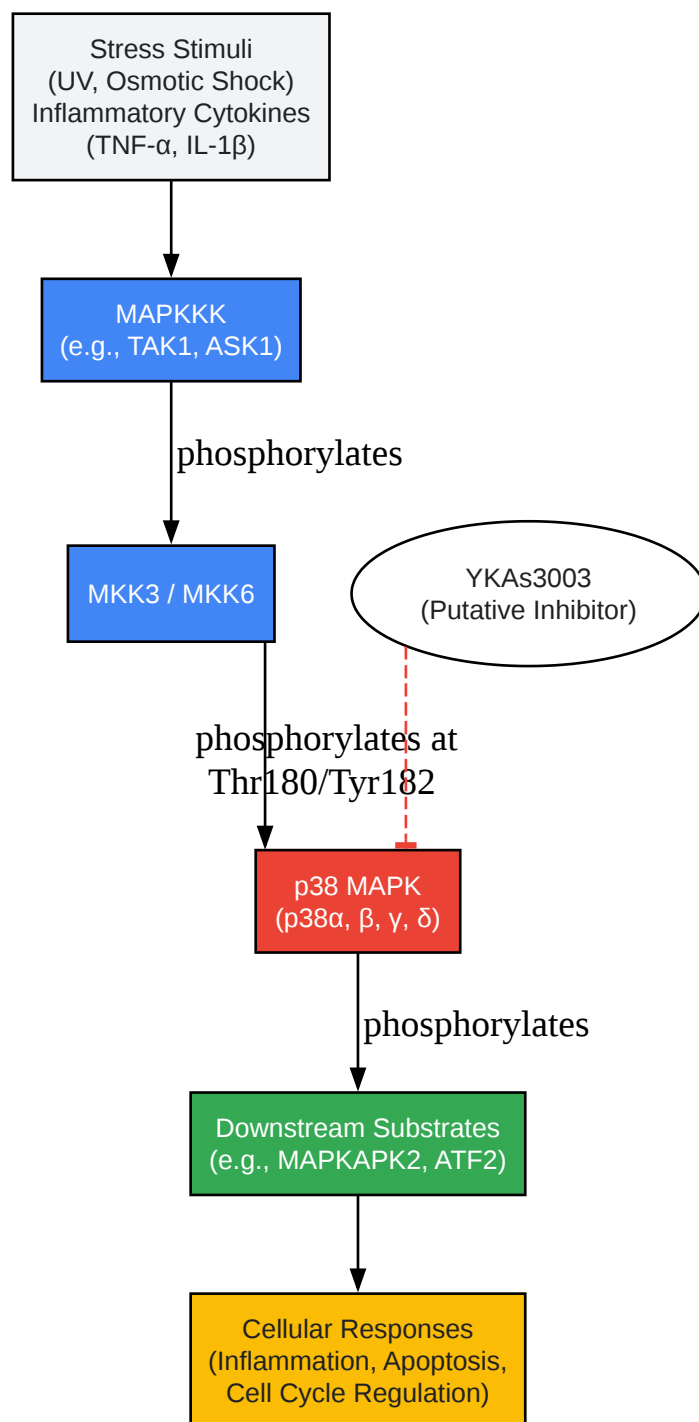 Stress Stimuli
(UV, Osmotic Shock)
Inflammatory Cytokines
(TNF-α, IL-1β)
MAPKKK
(e.g., TAK1, ASK1)
phosphorylates
MKK3 / MKK6
YKAs3003
(Putative Inhibitor)
phosphorylates at
Thr180/Tyr182
p38 MAPK
(p38α, β, γ, δ)
phosphorylates
Downstream Substrates
(e.g., MAPKAPK2, ATF2)
Cellular Responses
(Inflammation, Apoptosis,
Cell Cycle Regulation)